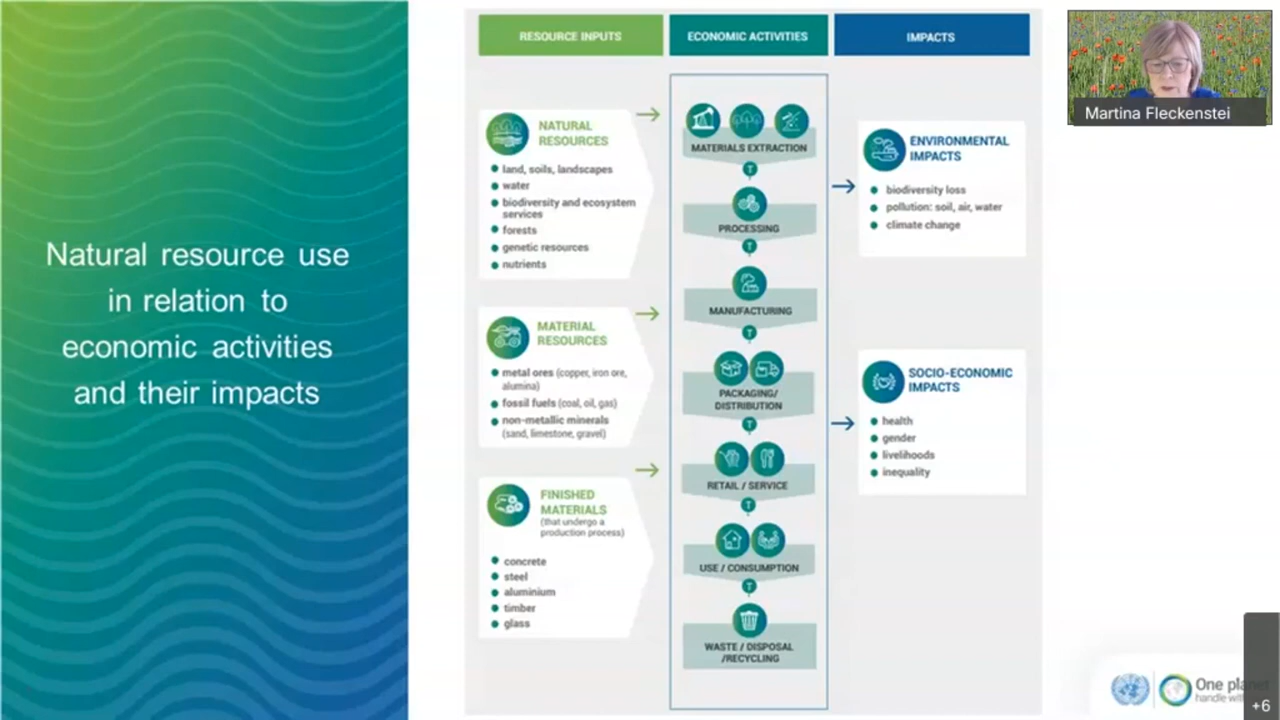 Natural resource use
in relation to
economic activities
and their impacts
RESOURCE INPUTS
NATURAL
RESOURCES
land, soils, landscapes
water
biodiversity and ecosystem
services
forests
genetic resources
nutrients
MATERIAL
RESOURCES
metal ores (copper, iron ore,
alumina)
fossil fuels (coal, oil, gas)
non-metallic minerals
(sand, limestone, gravel)
FINISHED
MATERIALS
(that undergo a
production process)
concrete
steel
aluminium
timber
glass
ECONOMIC ACTIVITIES
MATERIALS EXTRACTION
T
PROCESSING
T
MANUFACTURING
T
PACKAGING/
DISTRIBUTION
T
RETAIL / SERVICE
T
USE / CONSUMPTION
T
WASTE / DISPOSAL
/RECYCLING
IMPACTS
ENVIRONMENTAL
IMPACTS
biodiversity loss
pollution: soil, air, water
climate change
SOCIO-ECONOMIC
IMPACTS
health
gender
livelihoods
inequality
Martina Fleckenstei
One planet
handle wit
+6